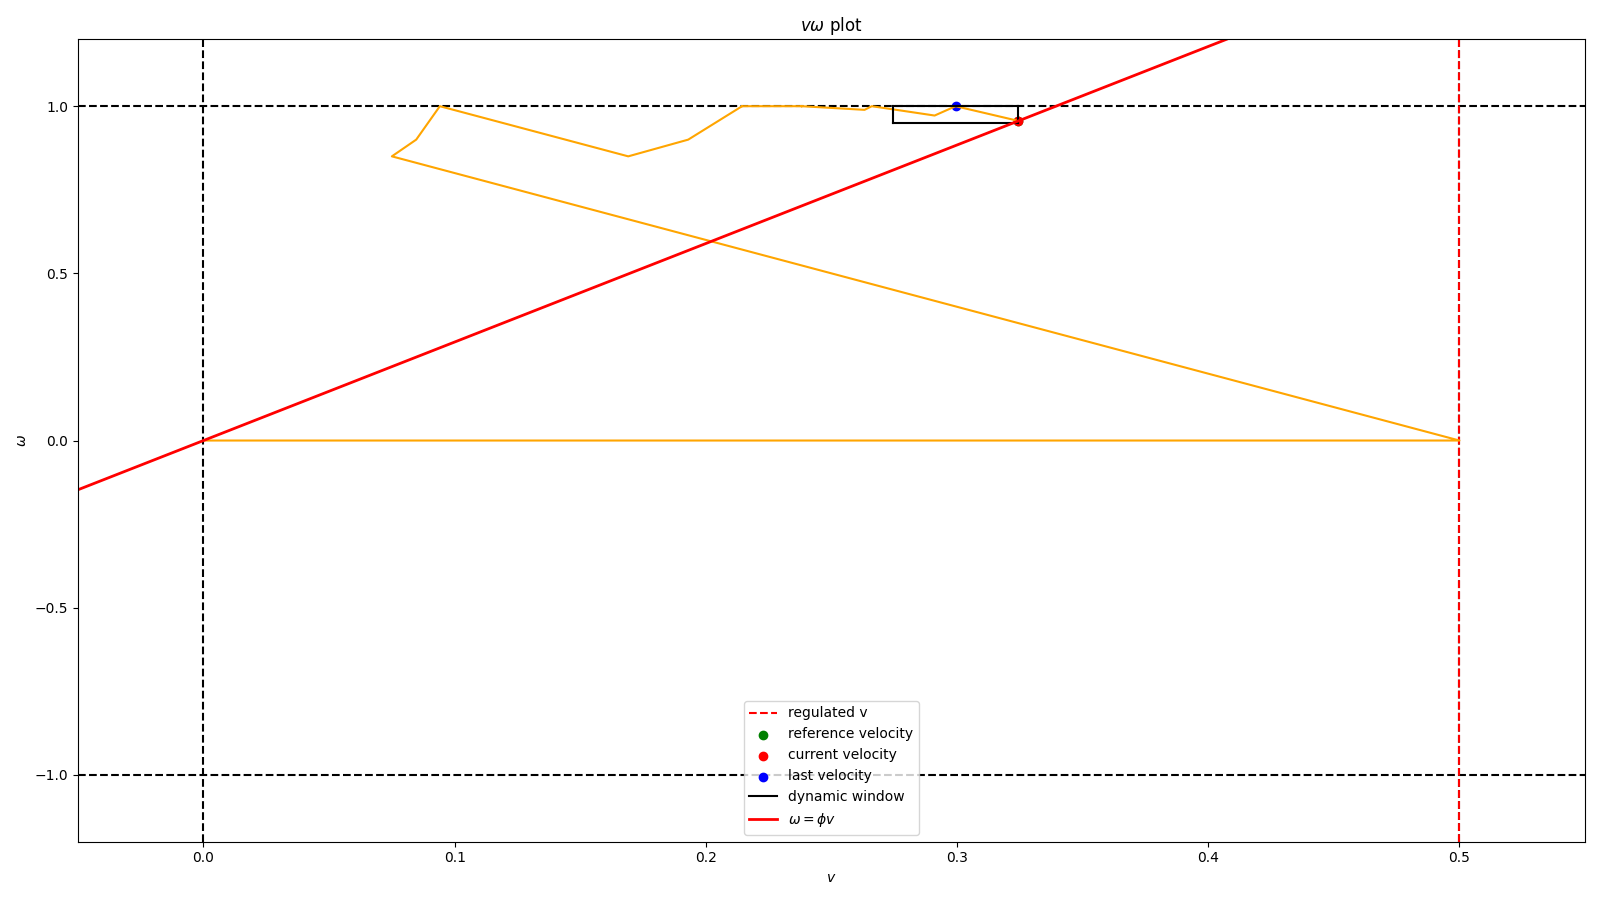 vω plot
1.0
0.5
0.0
−0.5
−1.0
ω
regulated v
reference velocity
current velocity
last velocity
dynamic window
ω = ϕv
0.0 0.1 0.2 0.3 0.4 0.5
v